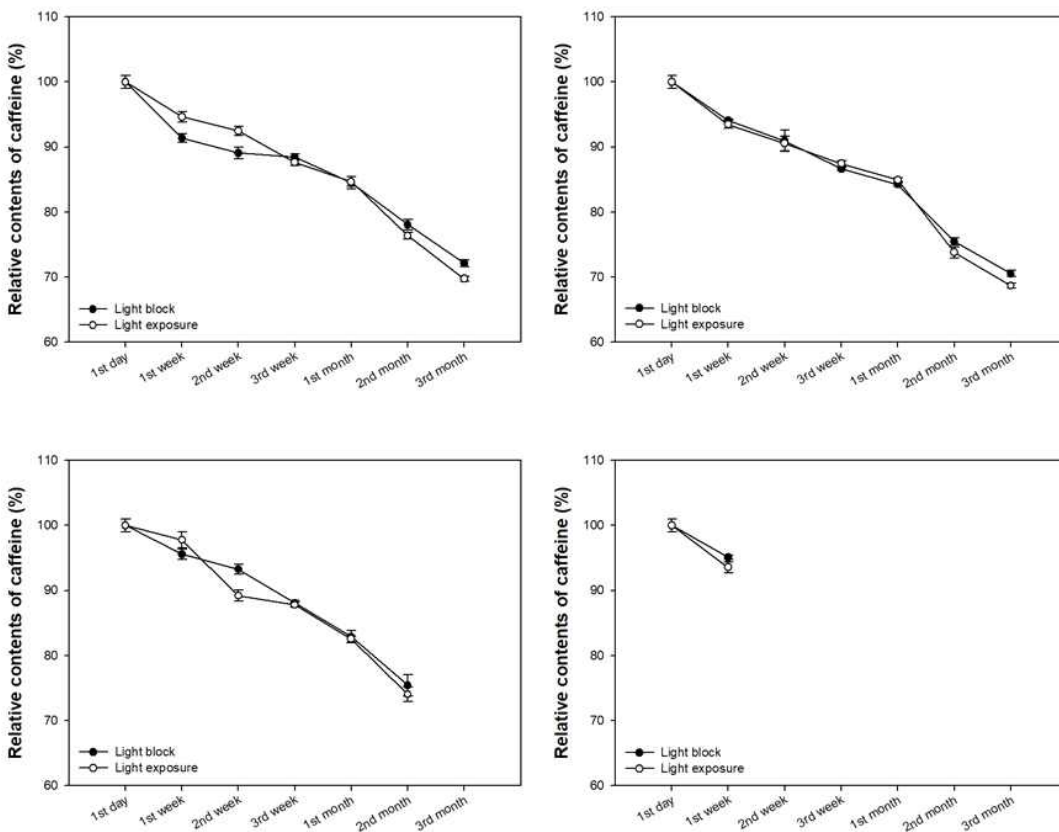 Relative contents of caffeine (%)
110
100
90
80
70
60
Light block
Light exposure
1st day
1st week
2nd week
3rd week
1st month
2nd month
3rd month
Relative contents of caffeine (%)
110
100
90
80
70
60
Light block
Light exposure
1st day
1st week
2nd week
3rd week
1st month
2nd month
3rd month
Relative contents of caffeine (%)
110
100
90
80
70
60
Light block
Light exposure
1st day
1st week
2nd week
3rd week
1st month
2nd month
3rd month
Relative contents of caffeine (%)
110
100
90
80
70
60
Light block
Light exposure
1st day
1st week
2nd week
3rd week
1st month
2nd month
3rd month